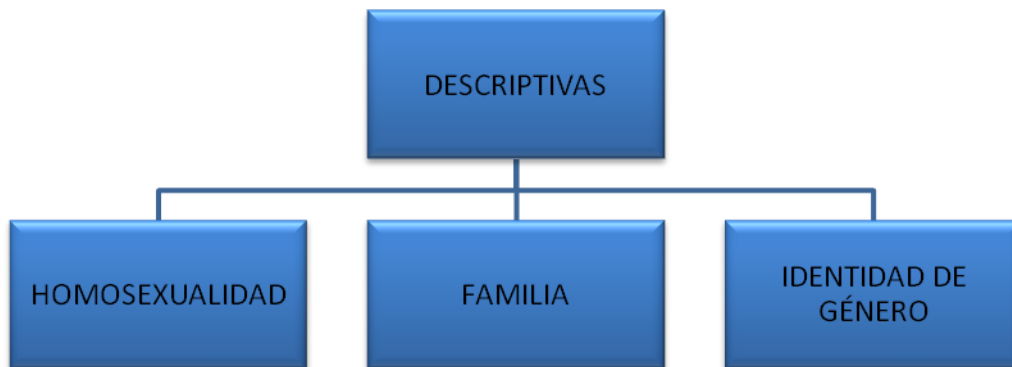 DESCRIPTIVAS
HOMOSEXUALIDAD
FAMILIA
IDENTIDAD DE
GÉNERO